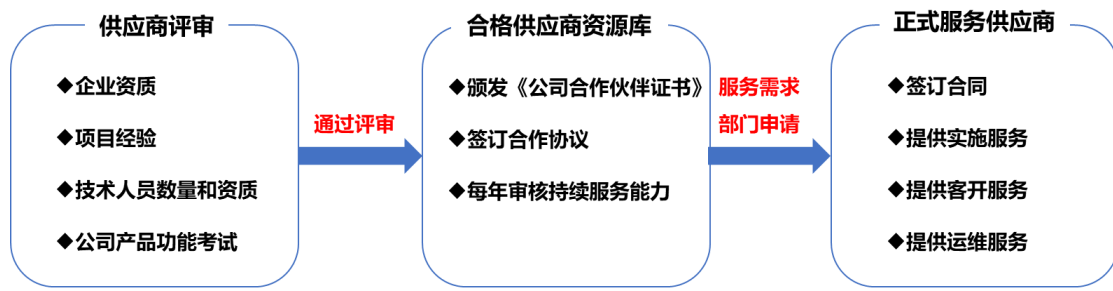 供应商评审
◆企业资质
◆项目经验
◆技术人员数量和资质
◆公司产品功能考试
通过评审
合格供应商资源库
◆颁发《公司合作伙伴证书》
◆签订合作协议
◆每年审核持续服务能力
服务需求
部门申请
正式服务供应商
◆签订合同
◆提供实施服务
◆提供客开服务
◆提供运维服务